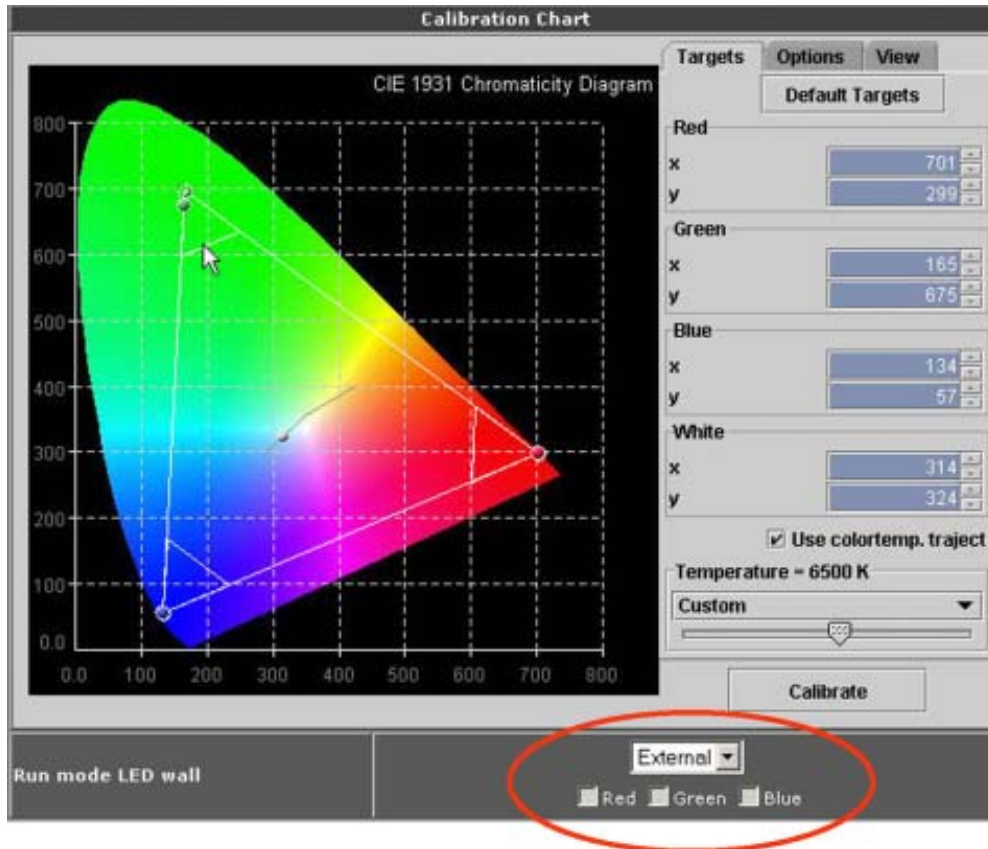 Calibration Chart
CIE 1931 Chromaticity Diagram
800
700
600
500
400
300
200
100
0.0
0.0 100 200 300 400 500 600 700 800
Targets Options View
Default Targets
Red
x 701
y 299
Green
x 165
y 675
Blue
x 134
y 57
White
x 314
y 324
Use colortemp. traject
Temperature = 6500 K
Custom
Calibrate
Run mode LED wall
External
Red Green Blue